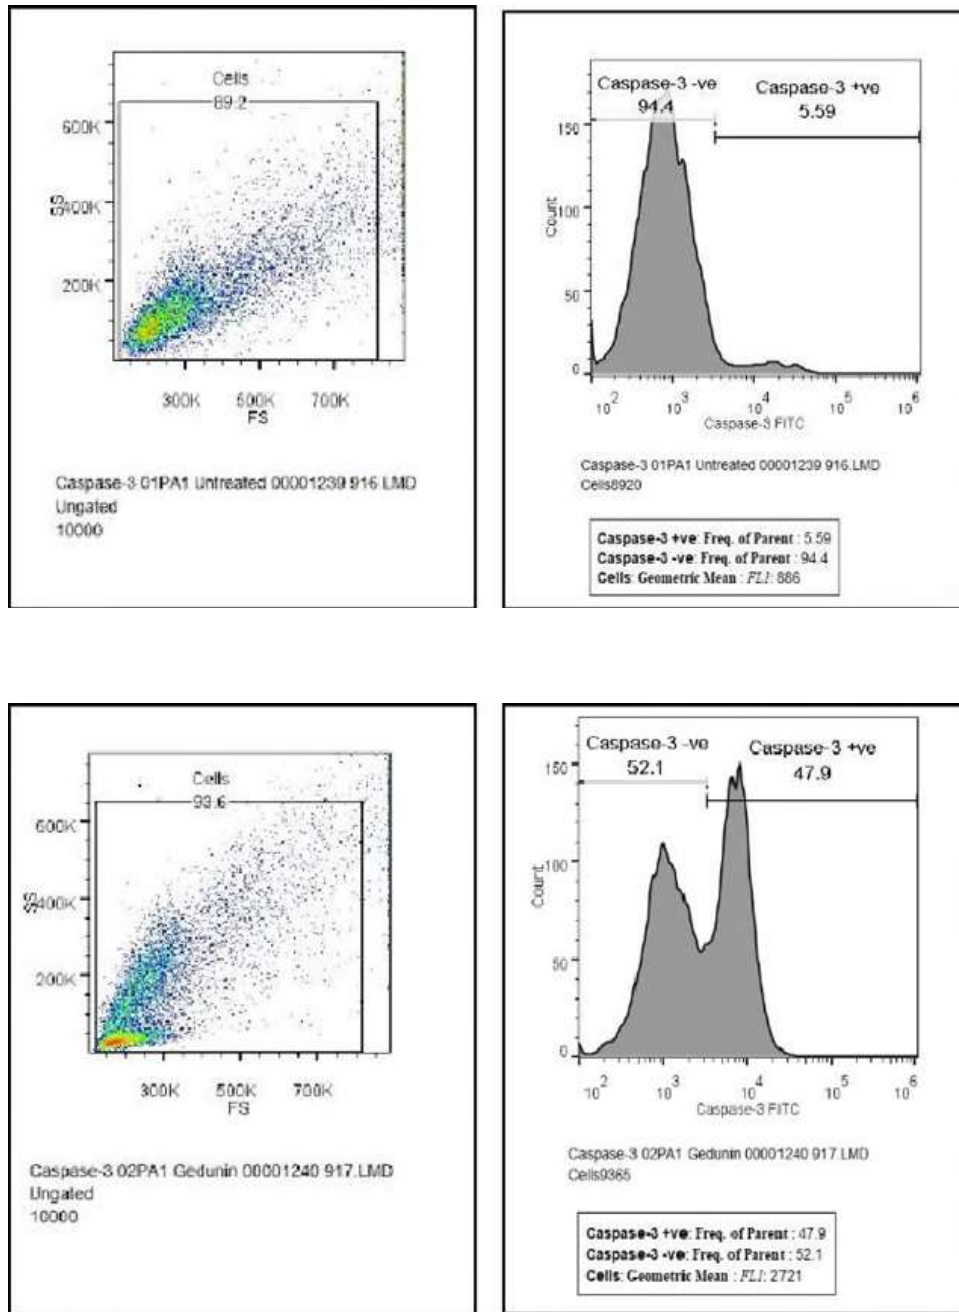 Cells
89.2
600K
400K
200K
SS
300K 500K 700K
FS
Caspase-3 01PA1 Untreated 00001239 916.LMD
Ungated
10000
Caspase-3 -ve
94.4
Caspase-3 +ve
5.59
150
100
50
0
Count
10^2 10^3 10^4 10^5 10^6
Caspase-3 FITC
Caspase-3 01PA1 Untreated 00001239 916.LMD
Cells8920
Caspase-3 +ve: Freq. of Parent : 5.59
Caspase-3 -ve: Freq. of Parent : 94.4
Cells: Geometric Mean : FL1: 886
Cells
93.6
600K
400K
200K
SS
300K 500K 700K
FS
Caspase-3 02PA1 Gedunin 00001240 917.LMD
Ungated
10000
Caspase-3 -ve
52.1
Caspase-3 +ve
47.9
150
100
50
0
Count
10^2 10^3 10^4 10^5 10^6
Caspase-3 FITC
Caspase-3 02PA1 Gedunin 00001240 917.LMD
Cells9365
Caspase-3 +ve: Freq. of Parent : 47.9
Caspase-3 -ve: Freq. of Parent : 52.1
Cells: Geometric Mean : FL1: 2721